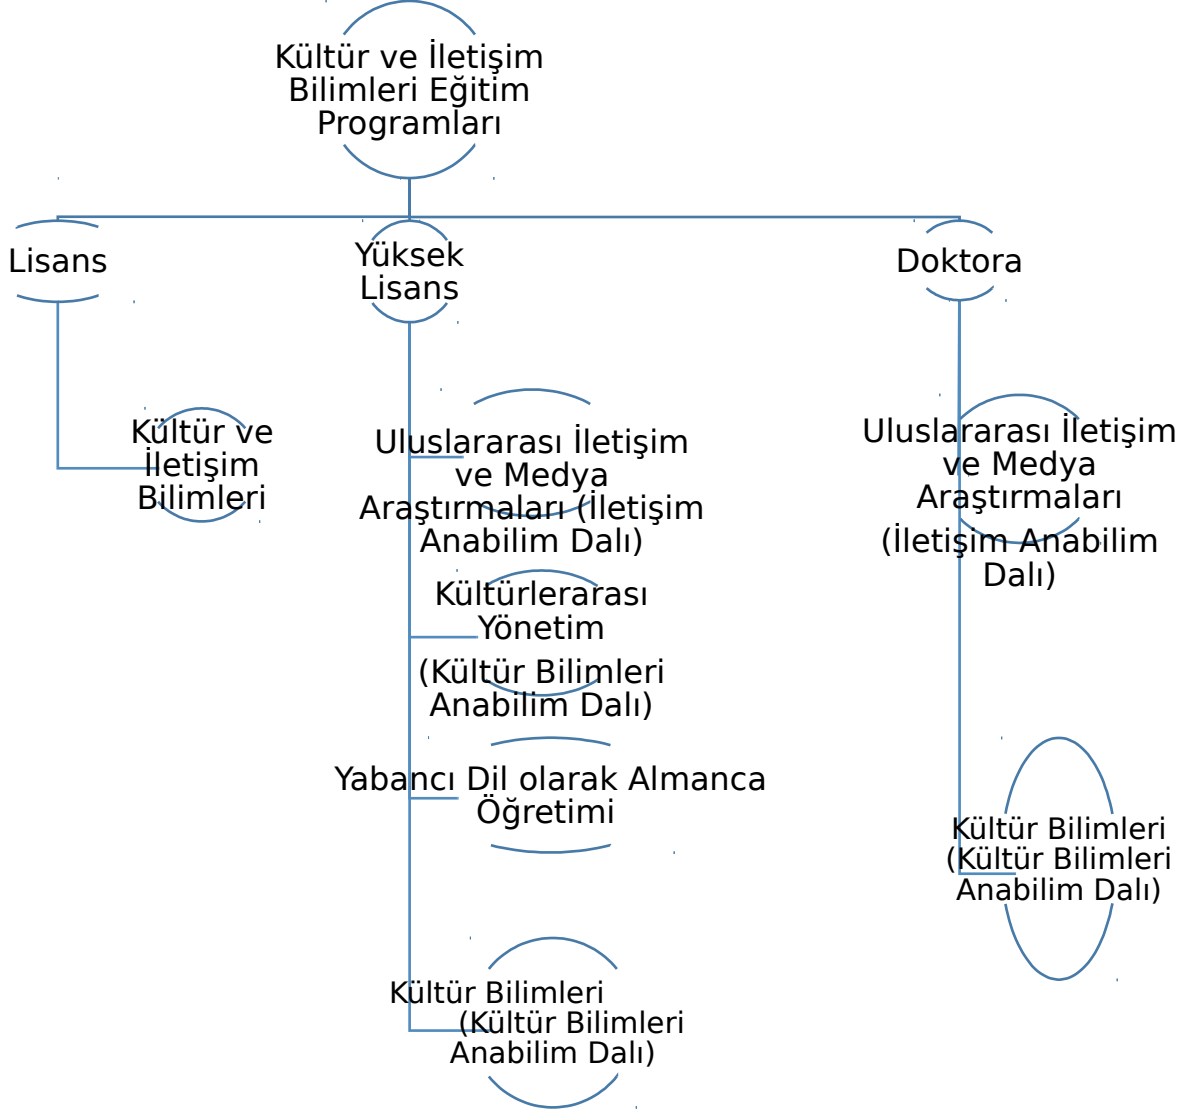 Kültür ve İletişim
Bilimleri Eğitim
Programları
Lisans
Yüksek
Lisans
Doktora
Kültür ve
İletişim
Bilimleri
Uluslararası İletişim
ve Medya
Araştırmaları (İletişim
Anabilim Dalı)
Kültürlerarası
Yönetim
(Kültür Bilimleri
Anabilim Dalı)
Yabancı Dil olarak Almanca
Öğretimi
Kültür Bilimleri
(Kültür Bilimleri
Anabilim Dalı)
Uluslararası İletişim
ve Medya
Araştırmaları
(İletişim Anabilim
Dalı)
Kültür Bilimleri
(Kültür Bilimleri
Anabilim Dalı)